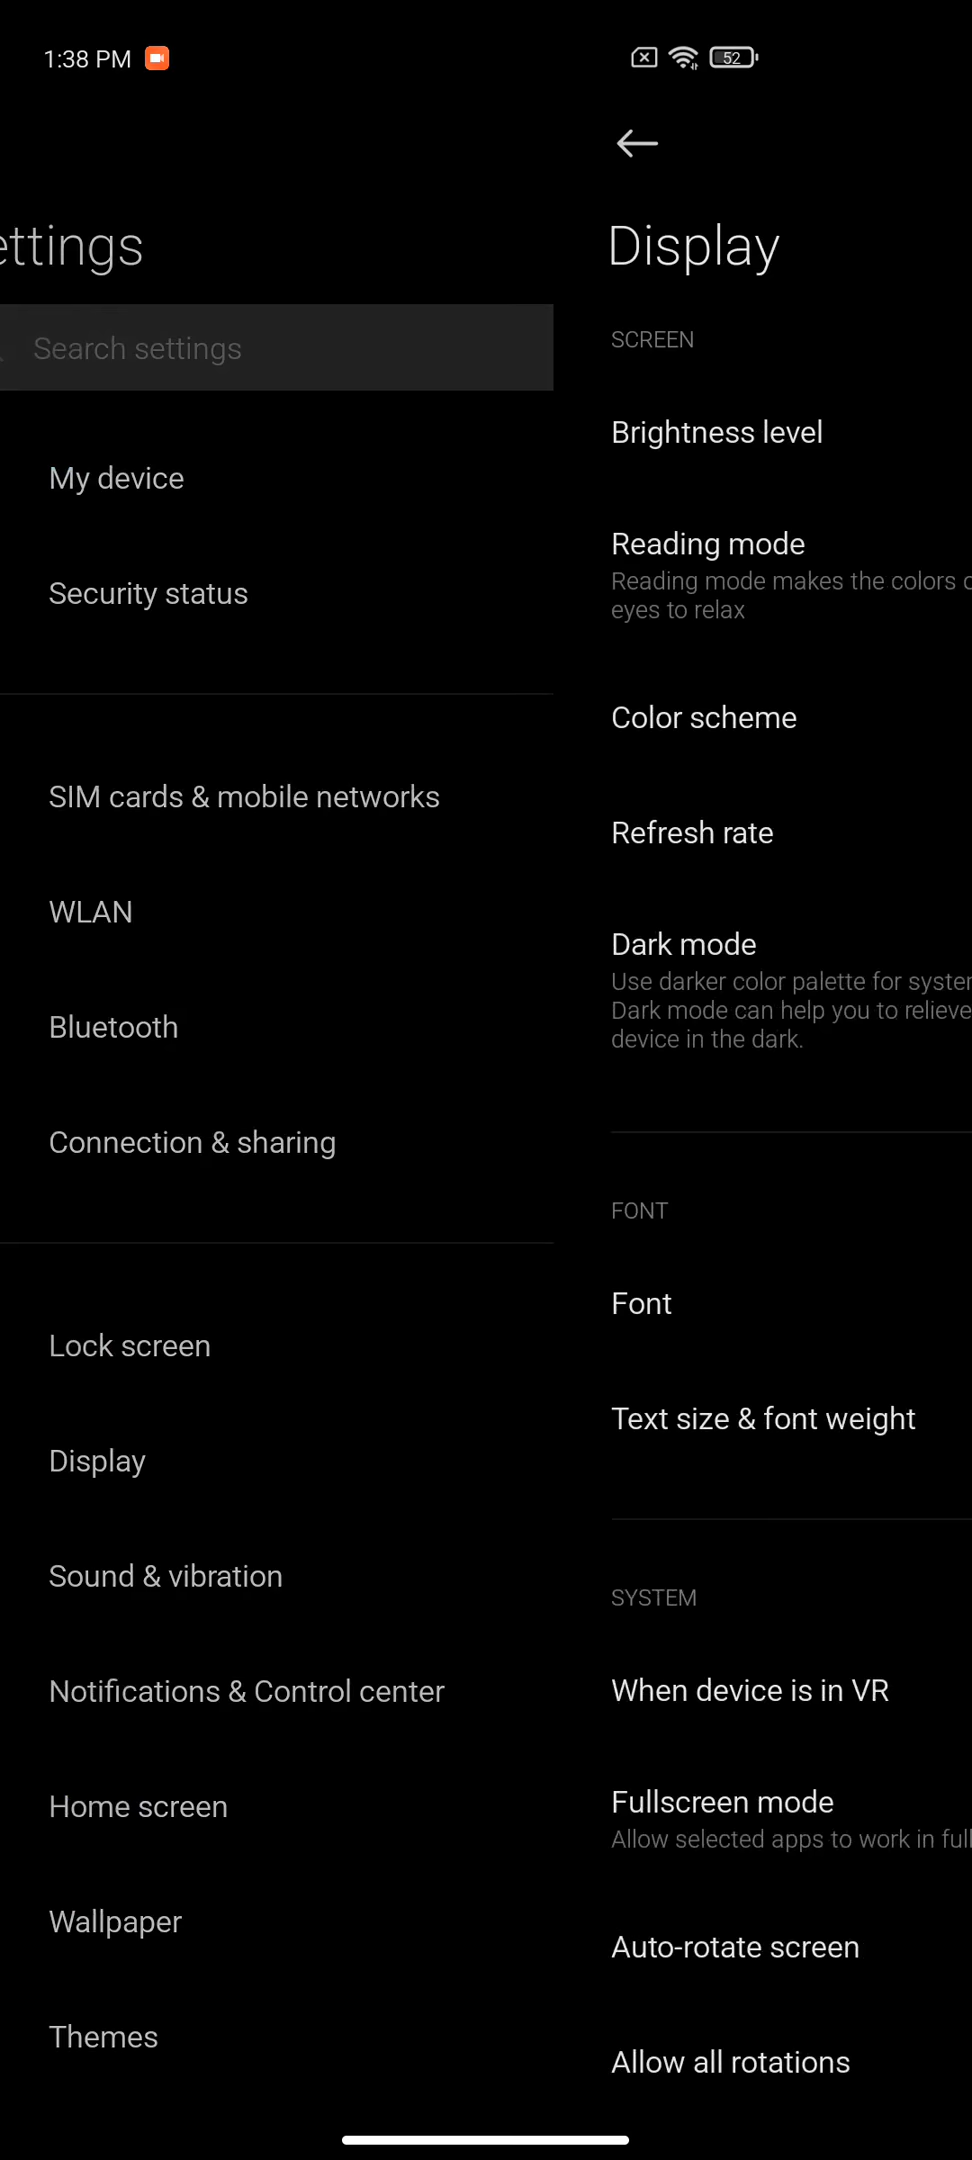 1:38 PM
52
ettings
Search settings
My device
Security status
SIM cards & mobile networks
WLAN
Bluetooth
Connection & sharing
Lock screen
Display
Sound & vibration
Notifications & Control center
Home screen
Wallpaper
Themes
Display
SCREEN
Brightness level
Reading mode
Reading mode makes the colors
eyes to relax
Color scheme
Refresh rate
Dark mode
Use darker color palette for system
Dark mode can help you to relieve
device in the dark.
FONT
Font
Text size & font weight
SYSTEM
When device is in VR
Fullscreen mode
Allow selected apps to work in full
Auto-rotate screen
Allow all rotations